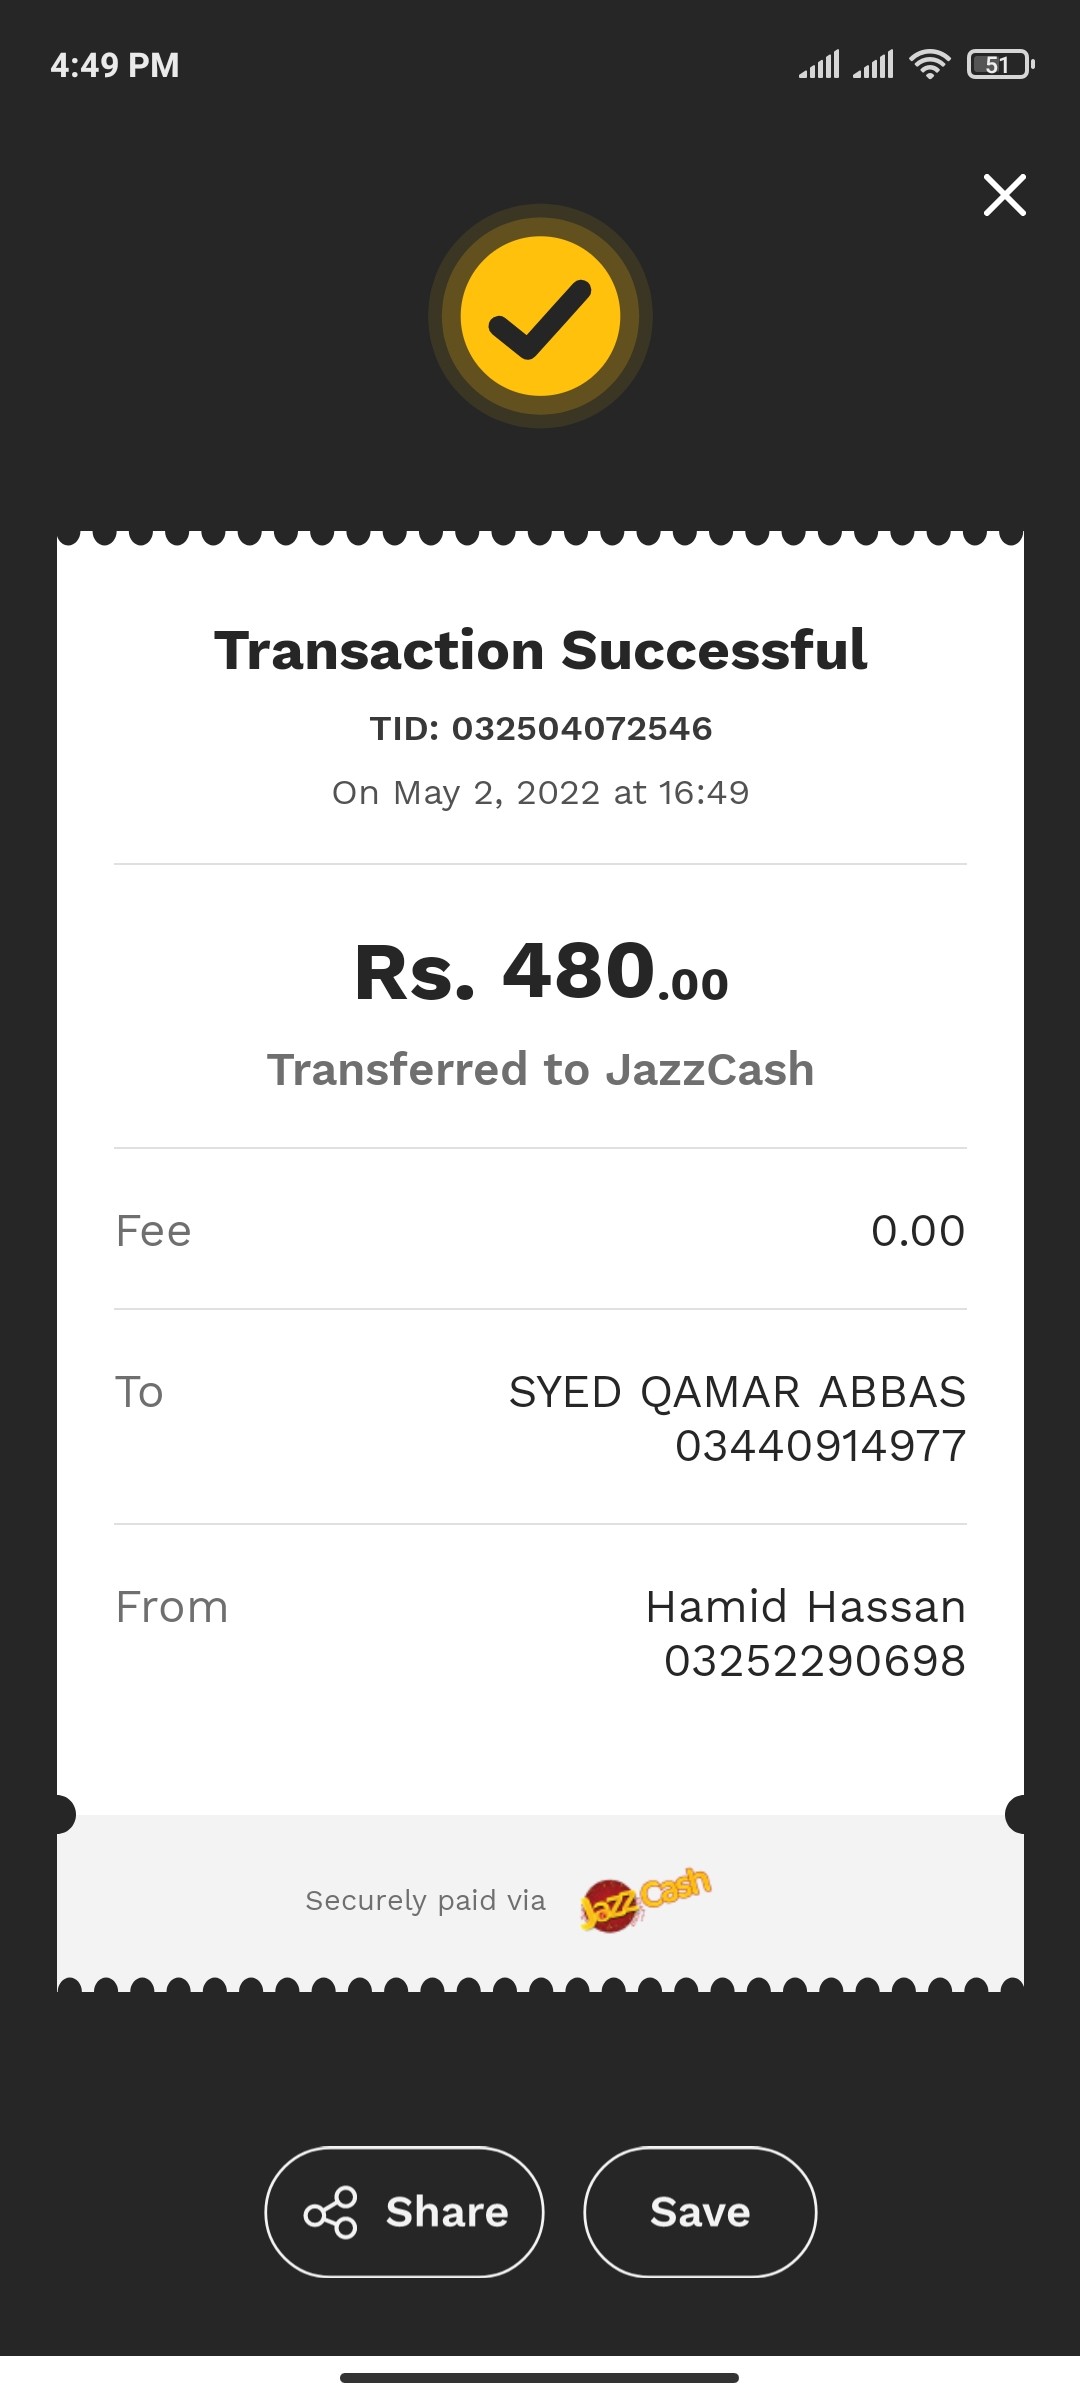 4:49 PM
51
Transaction Successful
TID: 032504072546
On May 2, 2022 at 16:49
Rs. 480.00
Transferred to JazzCash
Fee 0.00
To SYED QAMAR ABBAS
03440914977
From Hamid Hassan
03252290698
Securely paid via JazzCash
Share Save